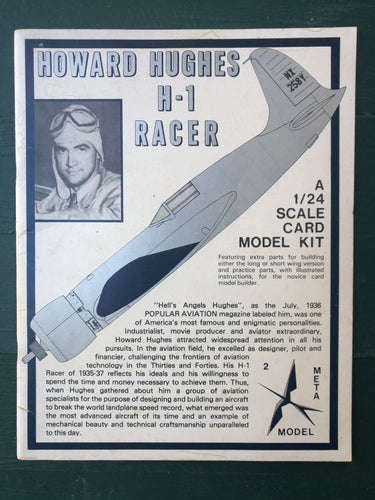 HOWARD HUGHES
H-1
RACER
NX
258Y
A
1/24
SCALE
CARD
MODEL KIT
Featuring extra parts for building
either the long or short wing version
and practice parts, with illustrated
instructions, for the novice card
model builder.
"Hell's Angels Hughes", as the July, 1936
POPULAR AVIATION magazine labeled him, was one
of America's most famous and enigmatic personalities.
Industrialist, movie producer and aviator extraordinary,
Howard Hughes attracted widespread attention in all his
pursuits. In the aviation field, he excelled as designer, pilot and
financier, challenging the frontiers of aviation
technology in the Thirties and Forties. His H-1
Racer of 1935-37 reflects his ideals and his willingness to
spend the time and money necessary to achieve them. Thus,
when Hughes gathered about him a group of aviation
specialists for the purpose of designing and building an aircraft
to break the world landplane speed record, what emerged was
the most advanced aircraft of its time and an example of
mechanical beauty and technical craftsmanship unparalleled
to this day.
2
META
MODEL